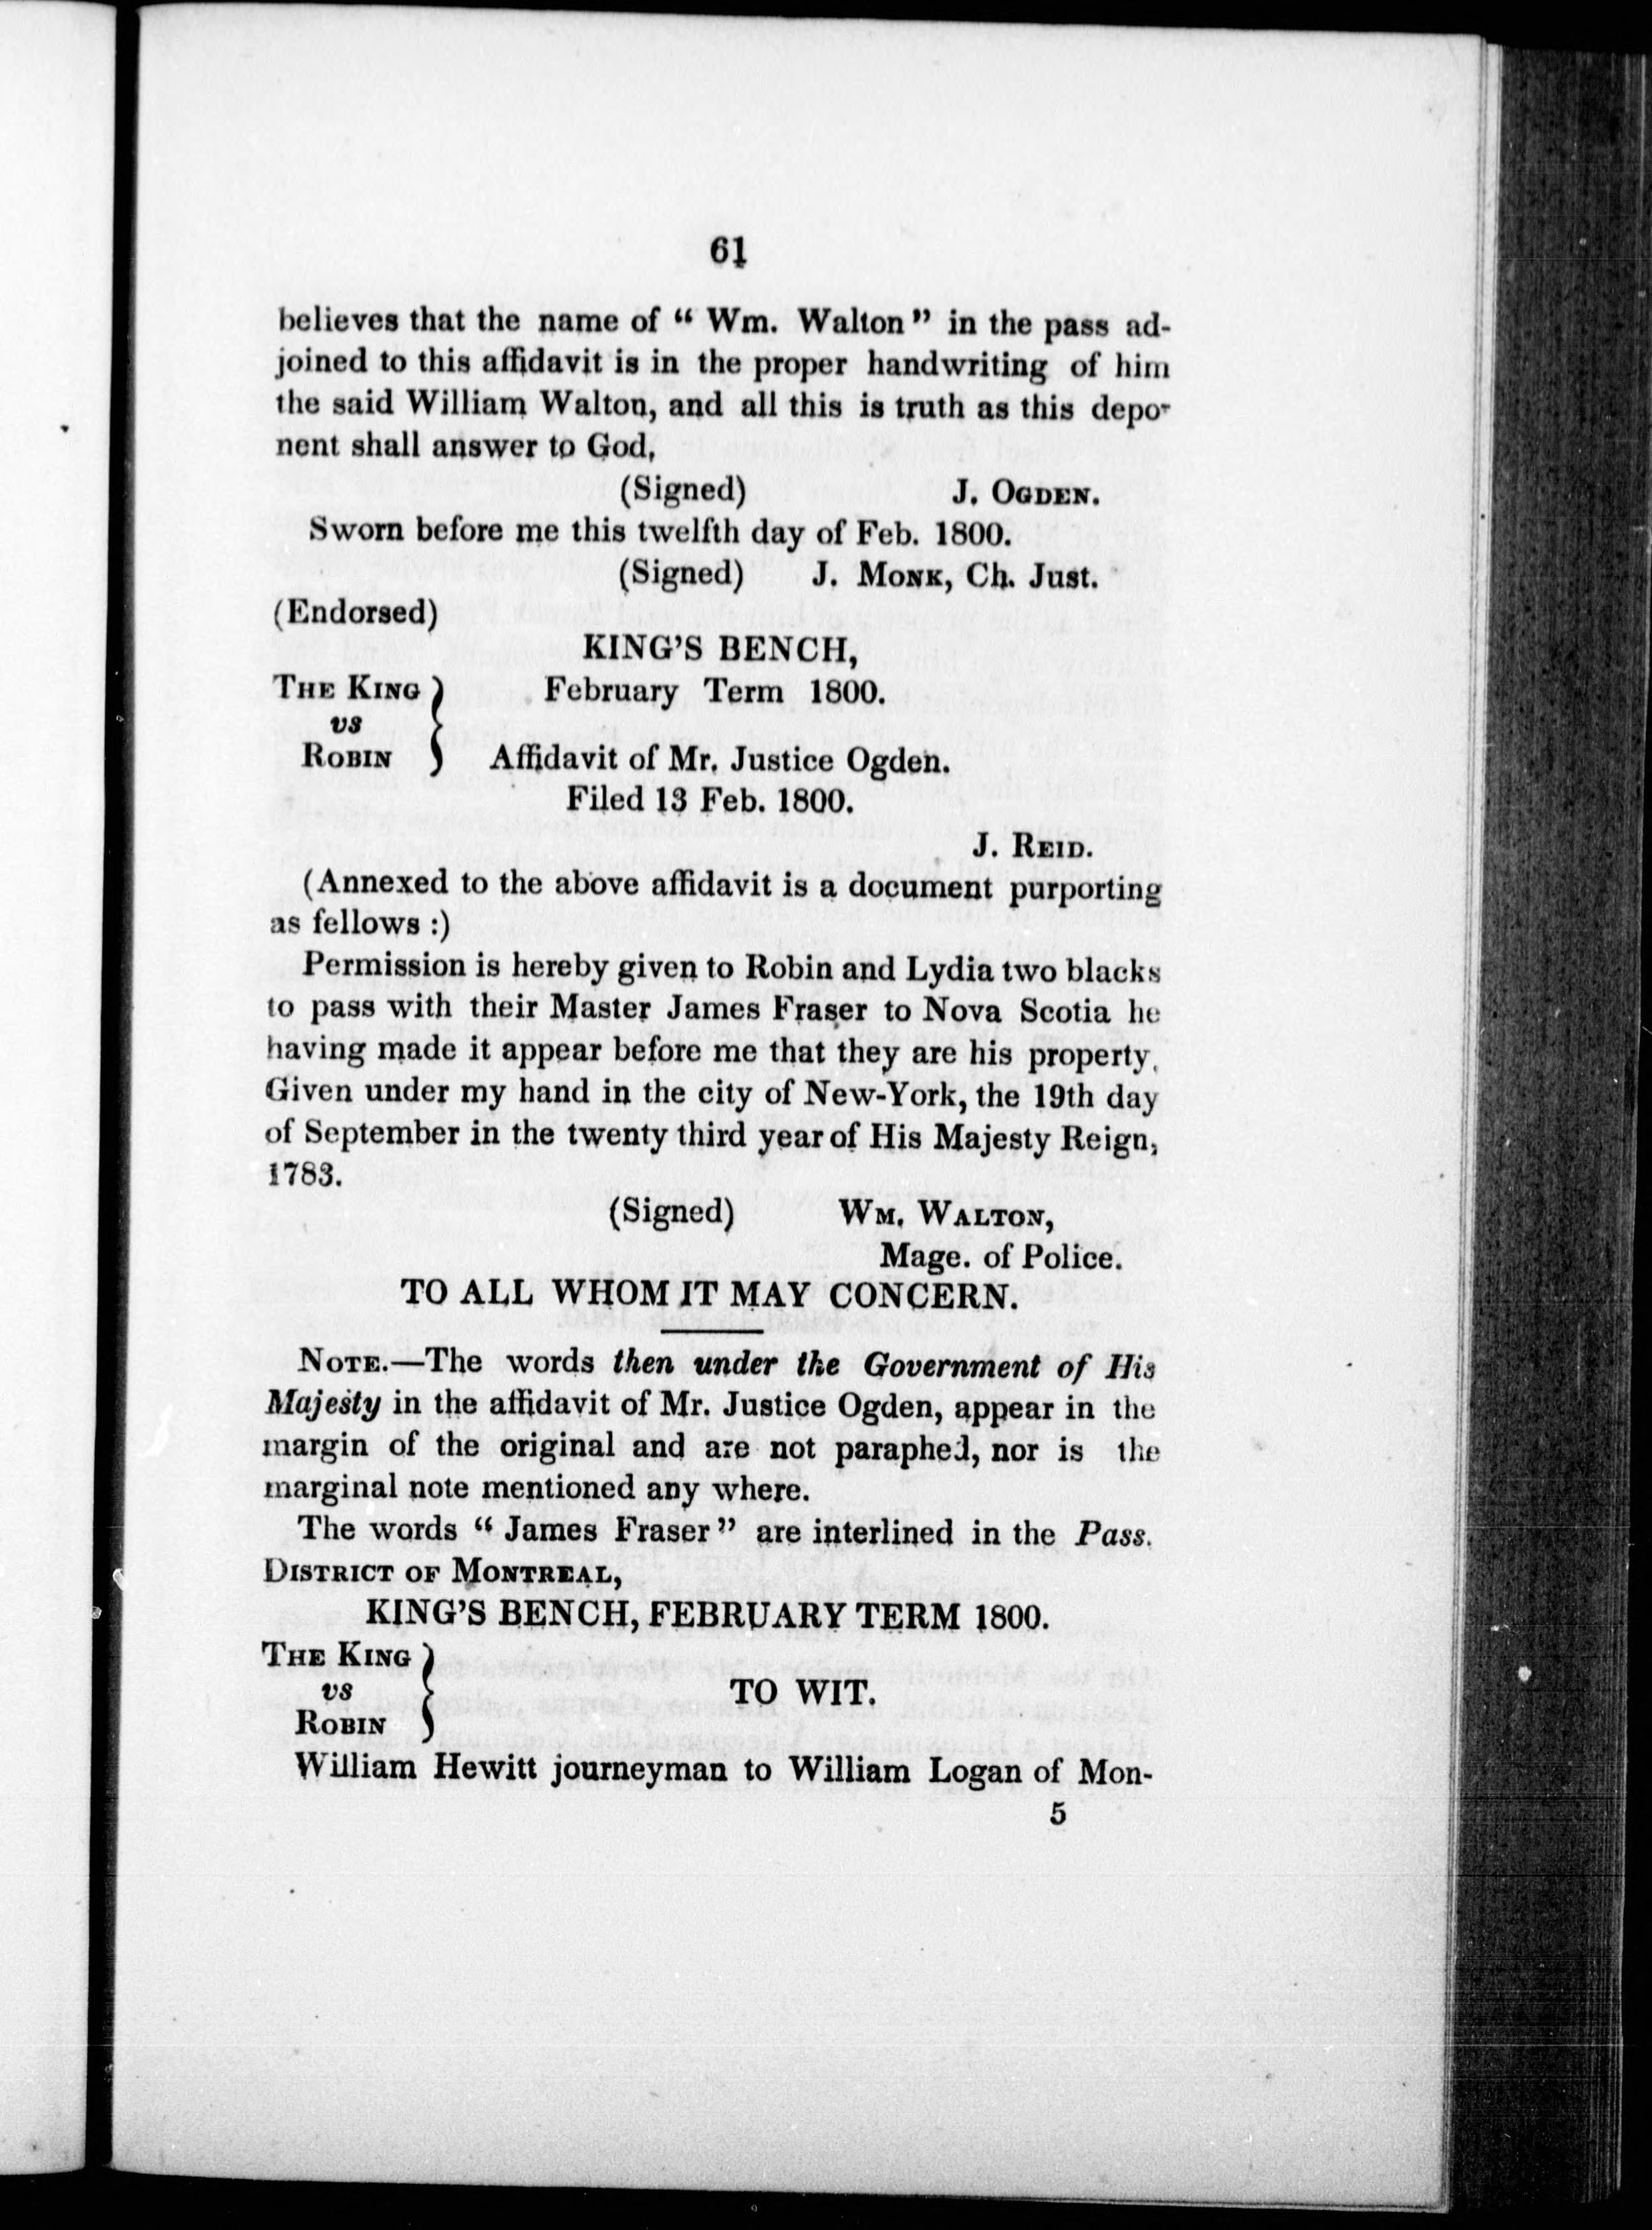 61
believes that the name of “ Wm. Walton ” in the pass ad-
joined to this affidavit is in the proper handwriting of him
the said William Walton, and all this is truth as this depo-
nent shall answer to God,
(Signed) J. OGDEN.
Sworn before me this twelfth day of Feb. 1800.
(Signed) J. MONK, Ch. Just.
(Endorsed)
KING’S BENCH,
THE KING } February Term 1800.
vs
ROBIN Affidavit of Mr. Justice Ogden.
Filed 13 Feb. 1800.
J. REID.
(Annexed to the above affidavit is a document purporting
as fellows :)
Permission is hereby given to Robin and Lydia two blacks
to pass with their Master James Fraser to Nova Scotia he
having made it appear before me that they are his property.
Given under my hand in the city of New-York, the 19th day
of September in the twenty third year of His Majesty Reign,
1783.
(Signed) WM. WALTON,
Mage. of Police.
TO ALL WHOM IT MAY CONCERN.
NOTE.—The words then under the Government of His
Majesty in the affidavit of Mr. Justice Ogden, appear in the
margin of the original and are not paraphed, nor is the
marginal note mentioned any where.
The words “ James Fraser ” are interlined in the Pass.
DISTRICT OF MONTREAL,
KING’S BENCH, FEBRUARY TERM 1800.
THE KING }
vs TO WIT.
ROBIN
William Hewitt journeyman to William Logan of Mon-
5